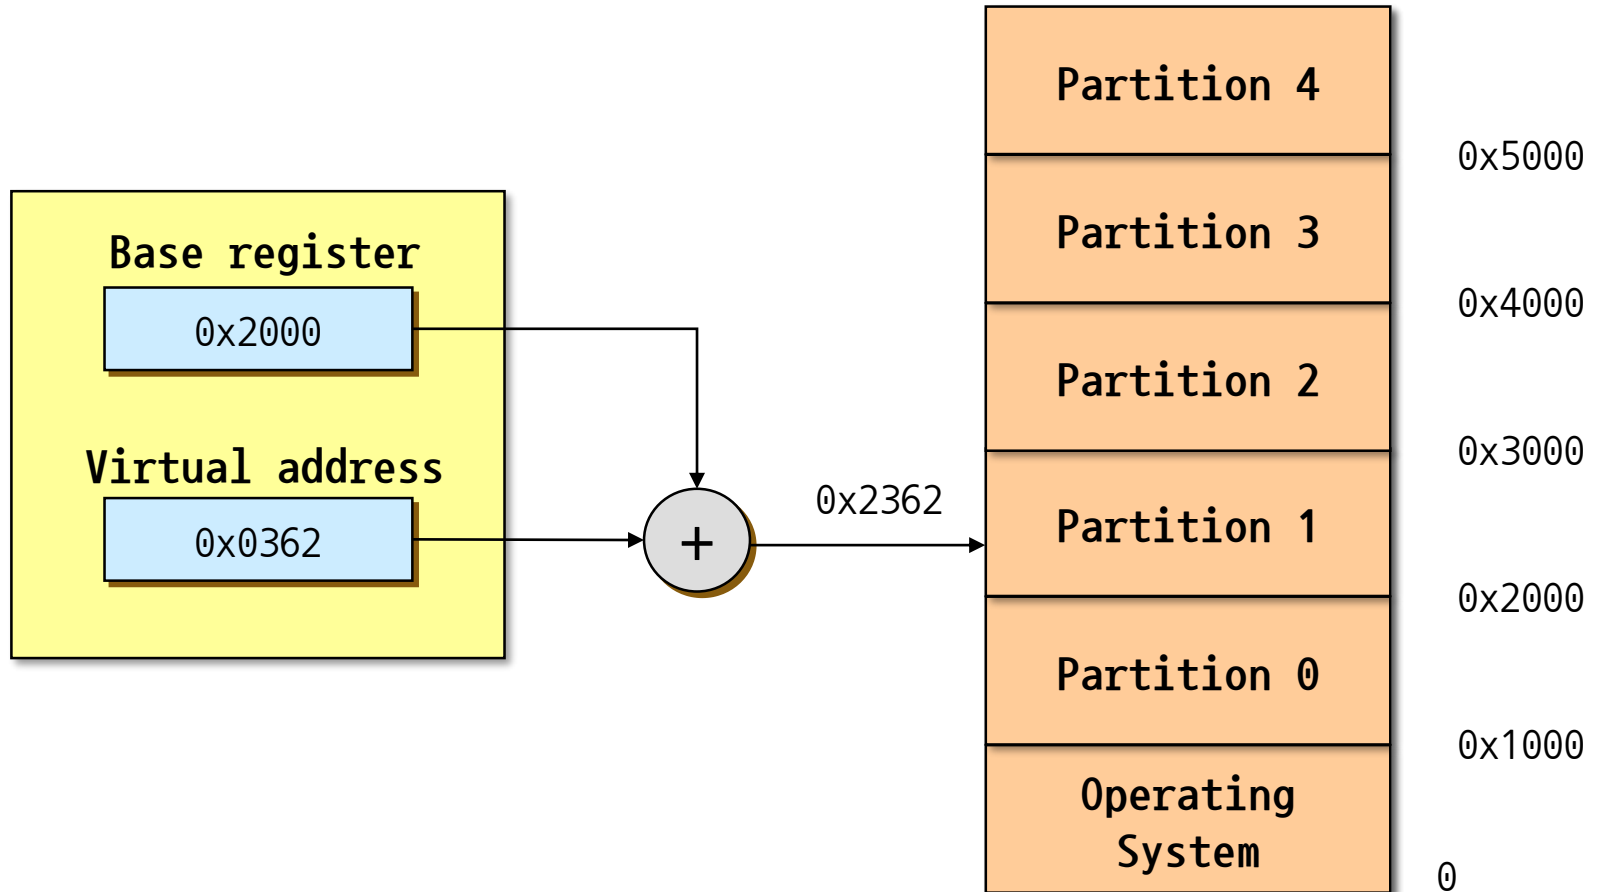 Base register
0x2000
Virtual address
0x0362
+
0x2362
Partition 4
0x5000
Partition 3
0x4000
Partition 2
0x3000
Partition 1
0x2000
Partition 0
0x1000
Operating
System
0